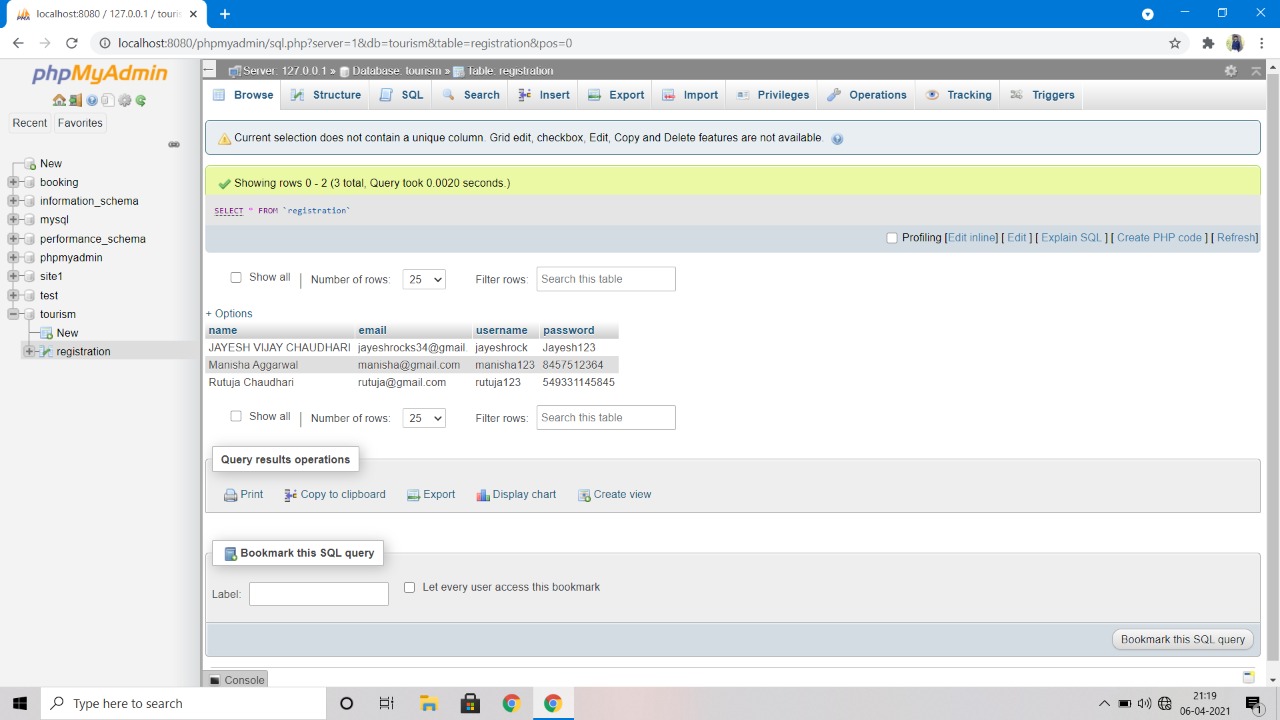 localhost:8080 / 127.0.0.1 / touris
localhost:8080/phpmyadmin/sql.php?server=1&db=tourism&table=registration&pos=0
phpMyAdmin
Recent Favorites
New
booking
information_schema
mysql
performance_schema
phpmyadmin
site1
test
tourism
New
registration
Server: 127.0.0.1 » Database: tourism » Table: registration
Browse Structure SQL Search Insert Export Import Privileges Operations Tracking Triggers
Current selection does not contain a unique column. Grid edit, checkbox, Edit, Copy and Delete features are not available.
Showing rows 0 - 2 (3 total, Query took 0.0020 seconds.)
SELECT * FROM `registration`
Profiling [Edit inline] [ Edit ] [ Explain SQL ] [ Create PHP code ] [ Refresh]
Show all | Number of rows: 25 Filter rows: Search this table
+ Options
name email username password
JAYESH VIJAY CHAUDHARI jayeshrocks34@gmail. jayeshrock Jayesh123
Manisha Aggarwal manisha@gmail.com manisha123 8457512364
Rutuja Chaudhari rutuja@gmail.com rutuja123 549331145845
Show all | Number of rows: 25 Filter rows: Search this table
Query results operations
Print Copy to clipboard Export Display chart Create view
Bookmark this SQL query
Label: Let every user access this bookmark
Bookmark this SQL query
Console
Type here to search
21:19
06-04-2021
1